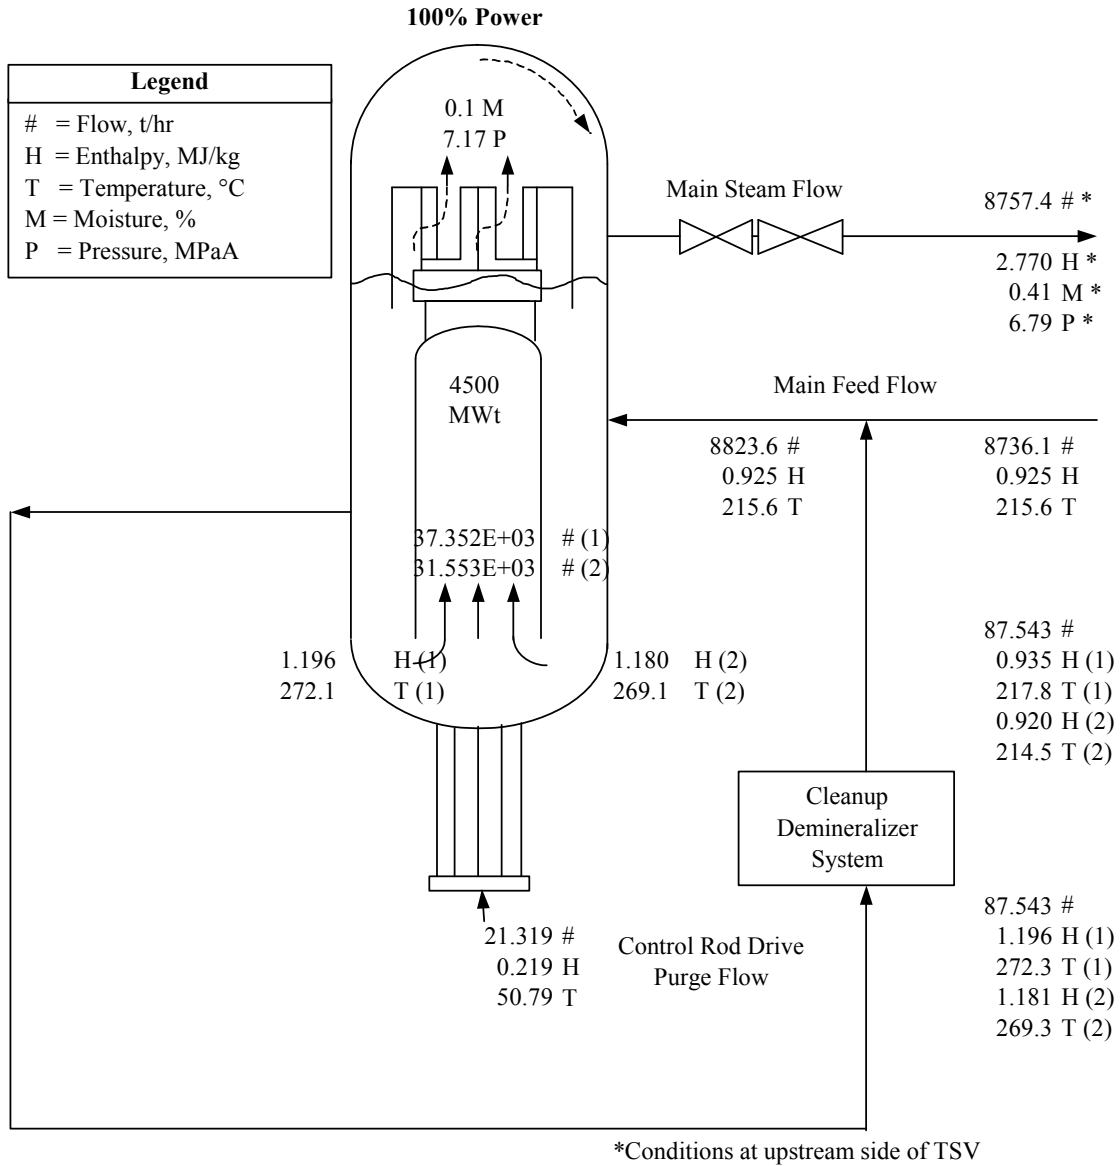 100% Power
Legend
# = Flow, t/hr
H = Enthalpy, MJ/kg
T = Temperature, °C
M = Moisture, %
P = Pressure, MPaA
0.1 M
7.17 P
Main Steam Flow
8757.4 # *
2.770 H *
0.41 M *
6.79 P *
4500
MWt
Main Feed Flow
8823.6 #
0.925 H
215.6 T
8736.1 #
0.925 H
215.6 T
37.352E+03 # (1)
31.553E+03 # (2)
1.196 H (1)
272.1 T (1)
1.180 H (2)
269.1 T (2)
87.543 #
0.935 H (1)
217.8 T (1)
0.920 H (2)
214.5 T (2)
Cleanup
Demineralizer
System
21.319 #
0.219 H
50.79 T
Control Rod Drive
Purge Flow
87.543 #
1.196 H (1)
272.3 T (1)
1.181 H (2)
269.3 T (2)
*Conditions at upstream side of TSV